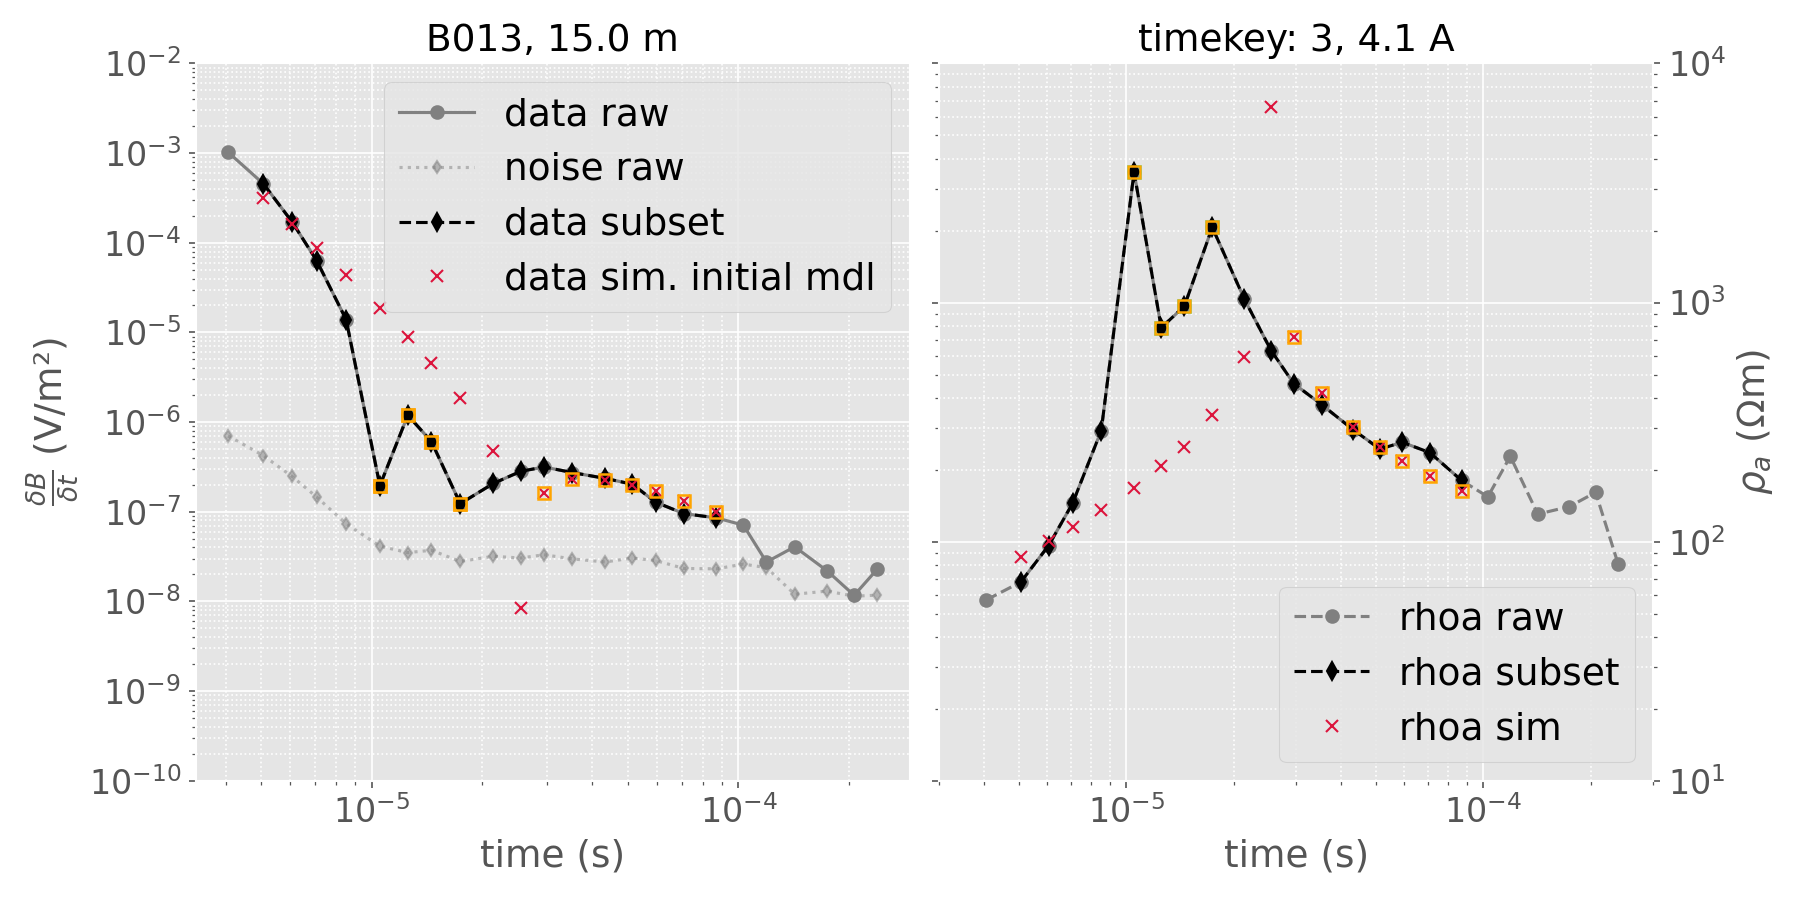 B013, 15.0 m
timekey: 3, 4.1 A
10⁻²
10⁻³
10⁻⁴
10⁻⁵
10⁻⁶
10⁻⁷
10⁻⁸
10⁻⁹
10⁻¹⁰
δB/δt (V/m²)
data raw
noise raw
data subset
data sim. initial mdl
10⁻⁵
10⁻⁴
time (s)
rhoa raw
rhoa subset
rhoa sim
10⁻⁵
10⁻⁴
time (s)
10⁴
10³
10²
10¹
ρₐ (Ωm)